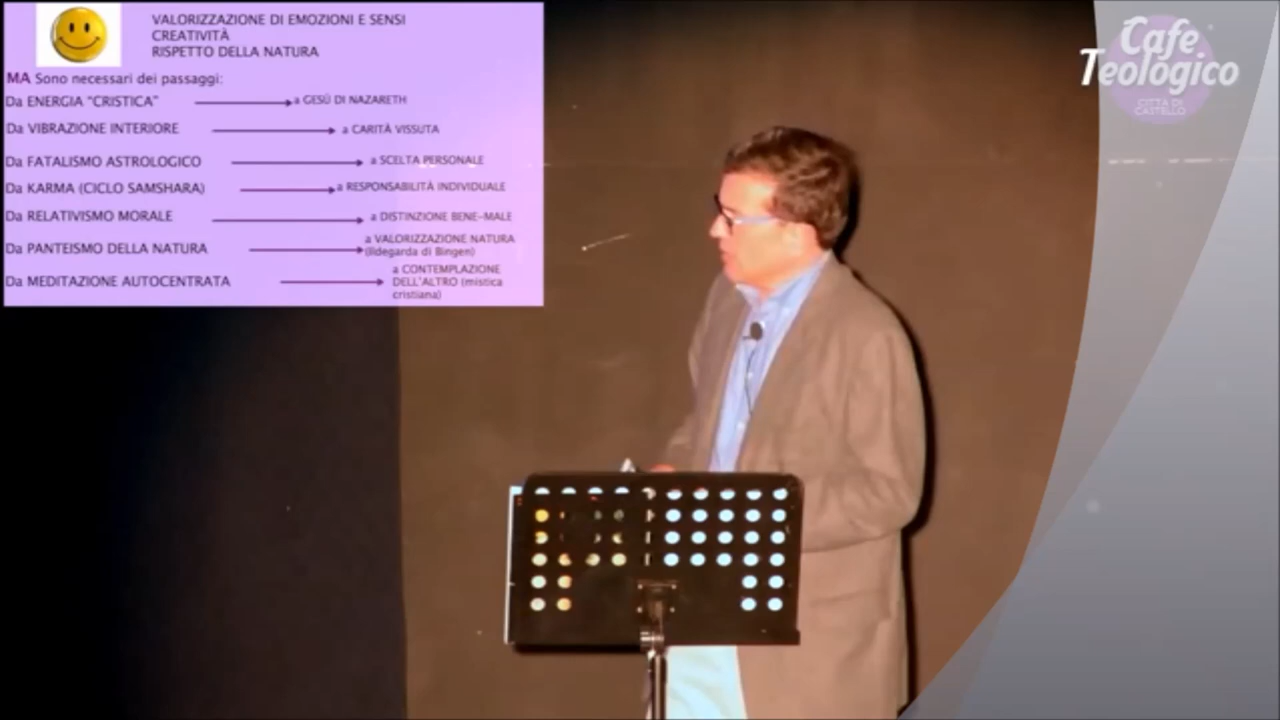 VALORIZZAZIONE DI EMOZIONI E SENSI
CREATIVITÀ
RISPETTO DELLA NATURA
MA Sono necessari dei passaggi:
Da ENERGIA "CRISTICA" a GESÙ DI NAZARETH
Da VIBRAZIONE INTERIORE a CARITÀ VISSUTA
Da FATALISMO ASTROLOGICO a SCELTA PERSONALE
Da KARMA (CICLO SAMSHARA) a RESPONSABILITÀ INDIVIDUALE
Da RELATIVISMO MORALE a DISTINZIONE BENE-MALE
Da PANTEISMO DELLA NATURA a VALORIZZAZIONE NATURA
(Ildegarda di Bingen)
Da MEDITAZIONE AUTOCENTRATA a CONTEMPLAZIONE
DELL'ALTRO (mistica
cristiana)
Cafe
Teologico
CITTÀ DI
CASTELLO